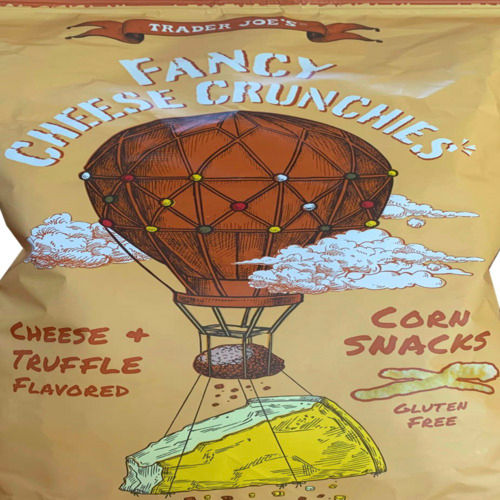 TRADER JOE'S
FANCY
CHEESE CRUNCHIES
CHEESE &
TRUFFLE
FLAVORED
CORN
SNACKS
GLUTEN
FREE